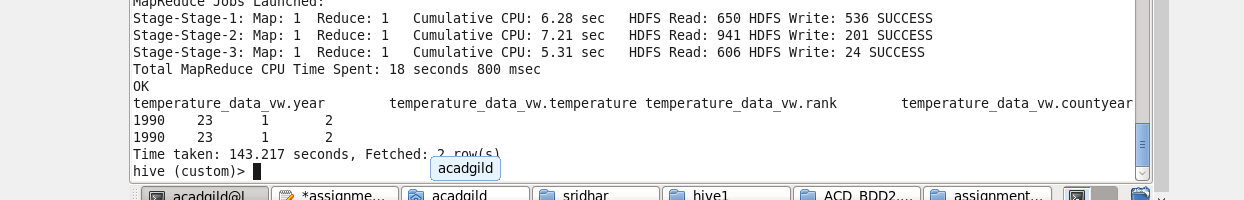 MapReduce Jobs Launched:
Stage-Stage-1: Map: 1  Reduce: 1   Cumulative CPU: 6.28 sec   HDFS Read: 650 HDFS Write: 536 SUCCESS
Stage-Stage-2: Map: 1  Reduce: 1   Cumulative CPU: 7.21 sec   HDFS Read: 941 HDFS Write: 201 SUCCESS
Stage-Stage-3: Map: 1  Reduce: 1   Cumulative CPU: 5.31 sec   HDFS Read: 606 HDFS Write: 24 SUCCESS
Total MapReduce CPU Time Spent: 18 seconds 800 msec
OK
temperature_data_vw.year        temperature_data_vw.temperature temperature_data_vw.rank        temperature_data_vw.countyear
1990    23      1       2
1990    23      1       2
Time taken: 143.217 seconds, Fetched: 2 row(s)
hive (custom)>
acadgild
acadgild@l... *assignme... acadgild sridhar hive1 ACD_BDD2.... assignment...